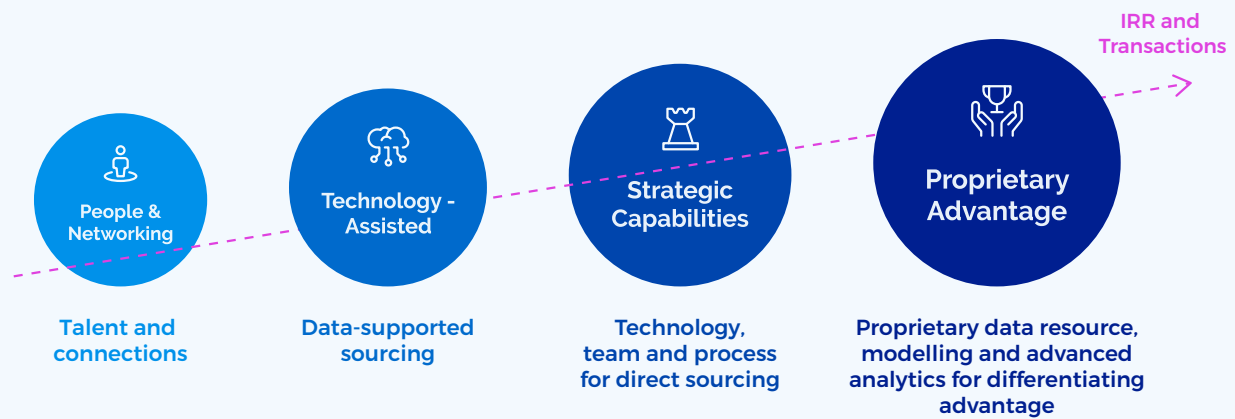 IRR and
Transactions
People &
Networking
Technology -
Assisted
Strategic
Capabilities
Proprietary
Advantage
Talent and
connections
Data-supported
sourcing
Technology,
team and process
for direct sourcing
Proprietary data resource,
modelling and advanced
analytics for differentiating
advantage